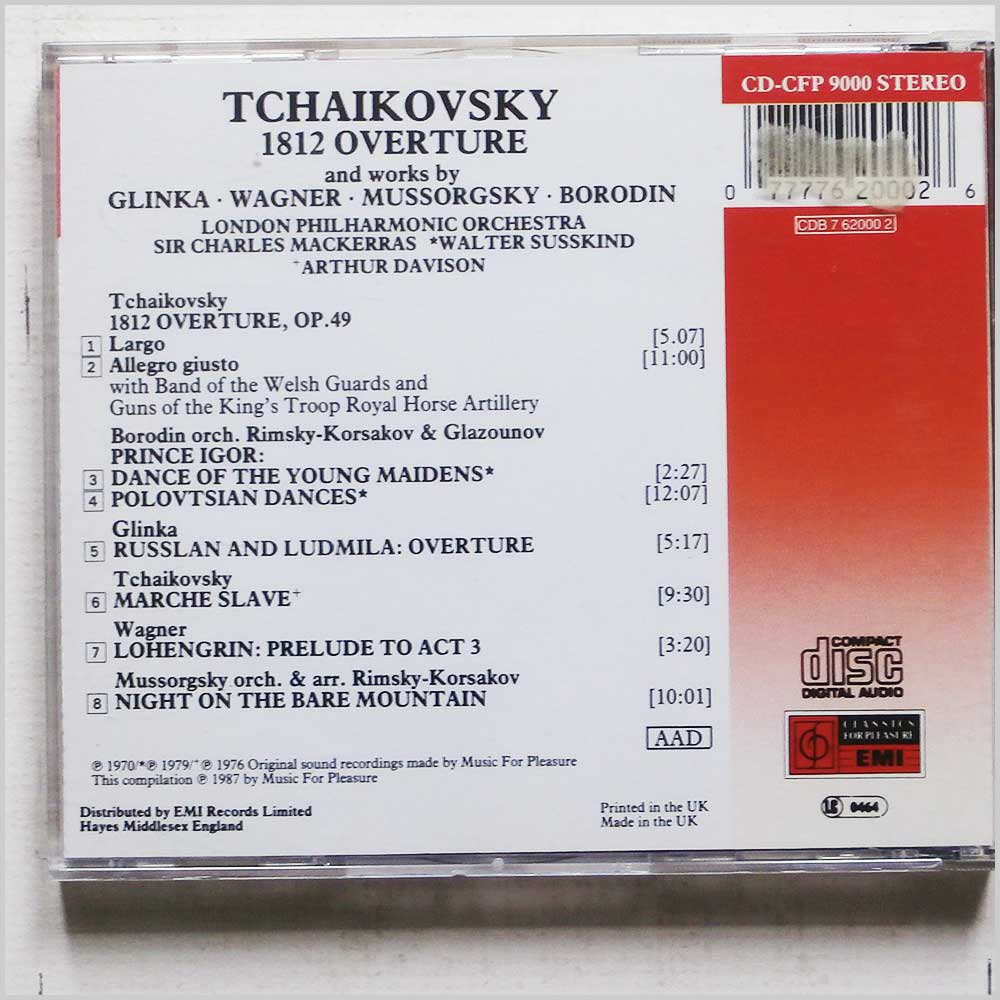 CD-CFP 9000 STEREO
0 77776 20002 6
CDB 7 62000 2
TCHAIKOVSKY
1812 OVERTURE
and works by
GLINKA · WAGNER · MUSSORGSKY · BORODIN
LONDON PHILHARMONIC ORCHESTRA
SIR CHARLES MACKERRAS *WALTER SUSSKIND
+ARTHUR DAVISON
Tchaikovsky
1812 OVERTURE, OP.49
1 Largo [5.07]
2 Allegro giusto [11:00]
with Band of the Welsh Guards and
Guns of the King's Troop Royal Horse Artillery
Borodin orch. Rimsky-Korsakov & Glazounov
PRINCE IGOR:
3 DANCE OF THE YOUNG MAIDENS* [2:27]
4 POLOVTSIAN DANCES* [12:07]
Glinka
5 RUSSLAN AND LUDMILA: OVERTURE [5:17]
Tchaikovsky
6 MARCHE SLAVE+ [9:30]
Wagner
7 LOHENGRIN: PRELUDE TO ACT 3 [3:20]
Mussorgsky orch. & arr. Rimsky-Korsakov
8 NIGHT ON THE BARE MOUNTAIN [10:01]
AAD
℗ 1970/*℗ 1979/+℗ 1976 Original sound recordings made by Music For Pleasure
This compilation ℗ 1987 by Music For Pleasure
Distributed by EMI Records Limited
Hayes Middlesex England
Printed in the UK
Made in the UK
COMPACT
disc
DIGITAL AUDIO
CLASSICS
FOR PLEASURE
EMI
LC 0464